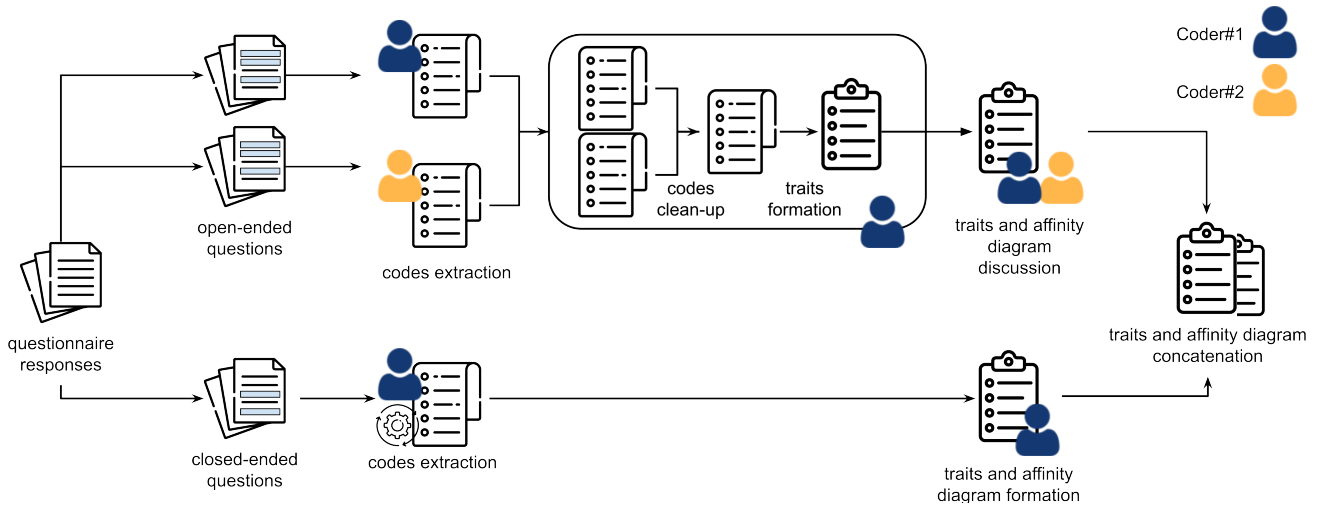 Coder#1
Coder#2
open-ended
questions
codes extraction
codes
clean-up
traits
formation
traits and affinity
diagram
discussion
questionnaire
responses
traits and affinity diagram
concatenation
closed-ended
questions
codes extraction
traits and affinity
diagram formation